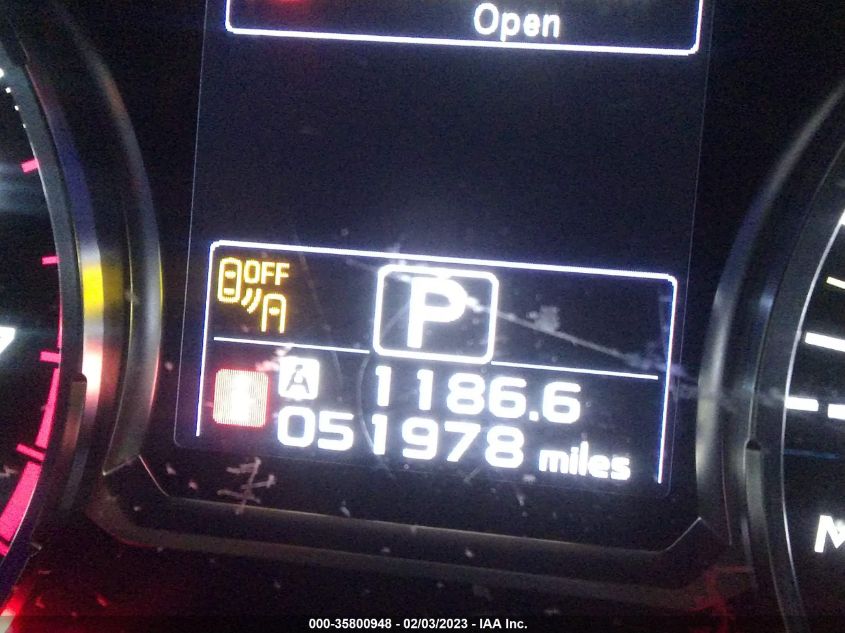 Open
OFF
P
A 1186.6
051978 miles
000-35800948 - 02/03/2023 - IAA Inc.